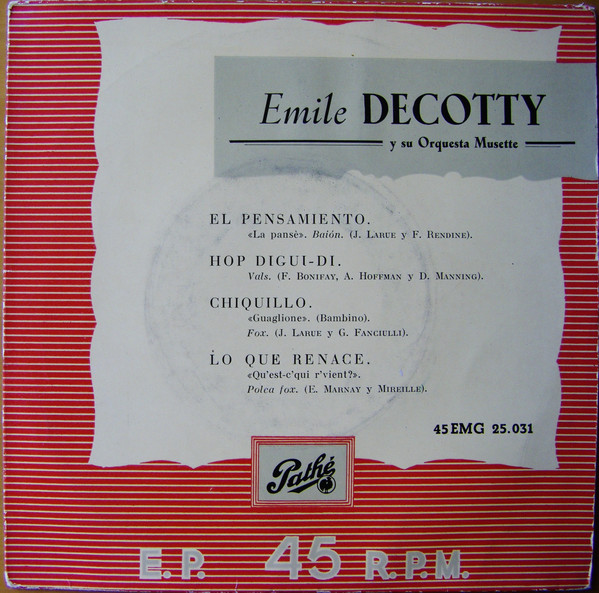 Emile DECOTTY
y su Orquesta Musette
EL PENSAMIENTO.
«La pansè». Baión. (J. LARUE y F. RENDINE).
HOP DIGUI-DI.
Vals. (F. BONIFAY, A. HOFFMAN y D. MANNING).
CHIQUILLO.
«Guaglione». (Bambino).
Fox. (J. LARUE y G. FANCIULLI).
LO QUE RENACE.
«Qu'est-c'qui r'vient?».
Polca fox. (E. MARNAY y MIREILLE).
45 EMG 25.031
Pathé
E.P. 45 R.P.M.